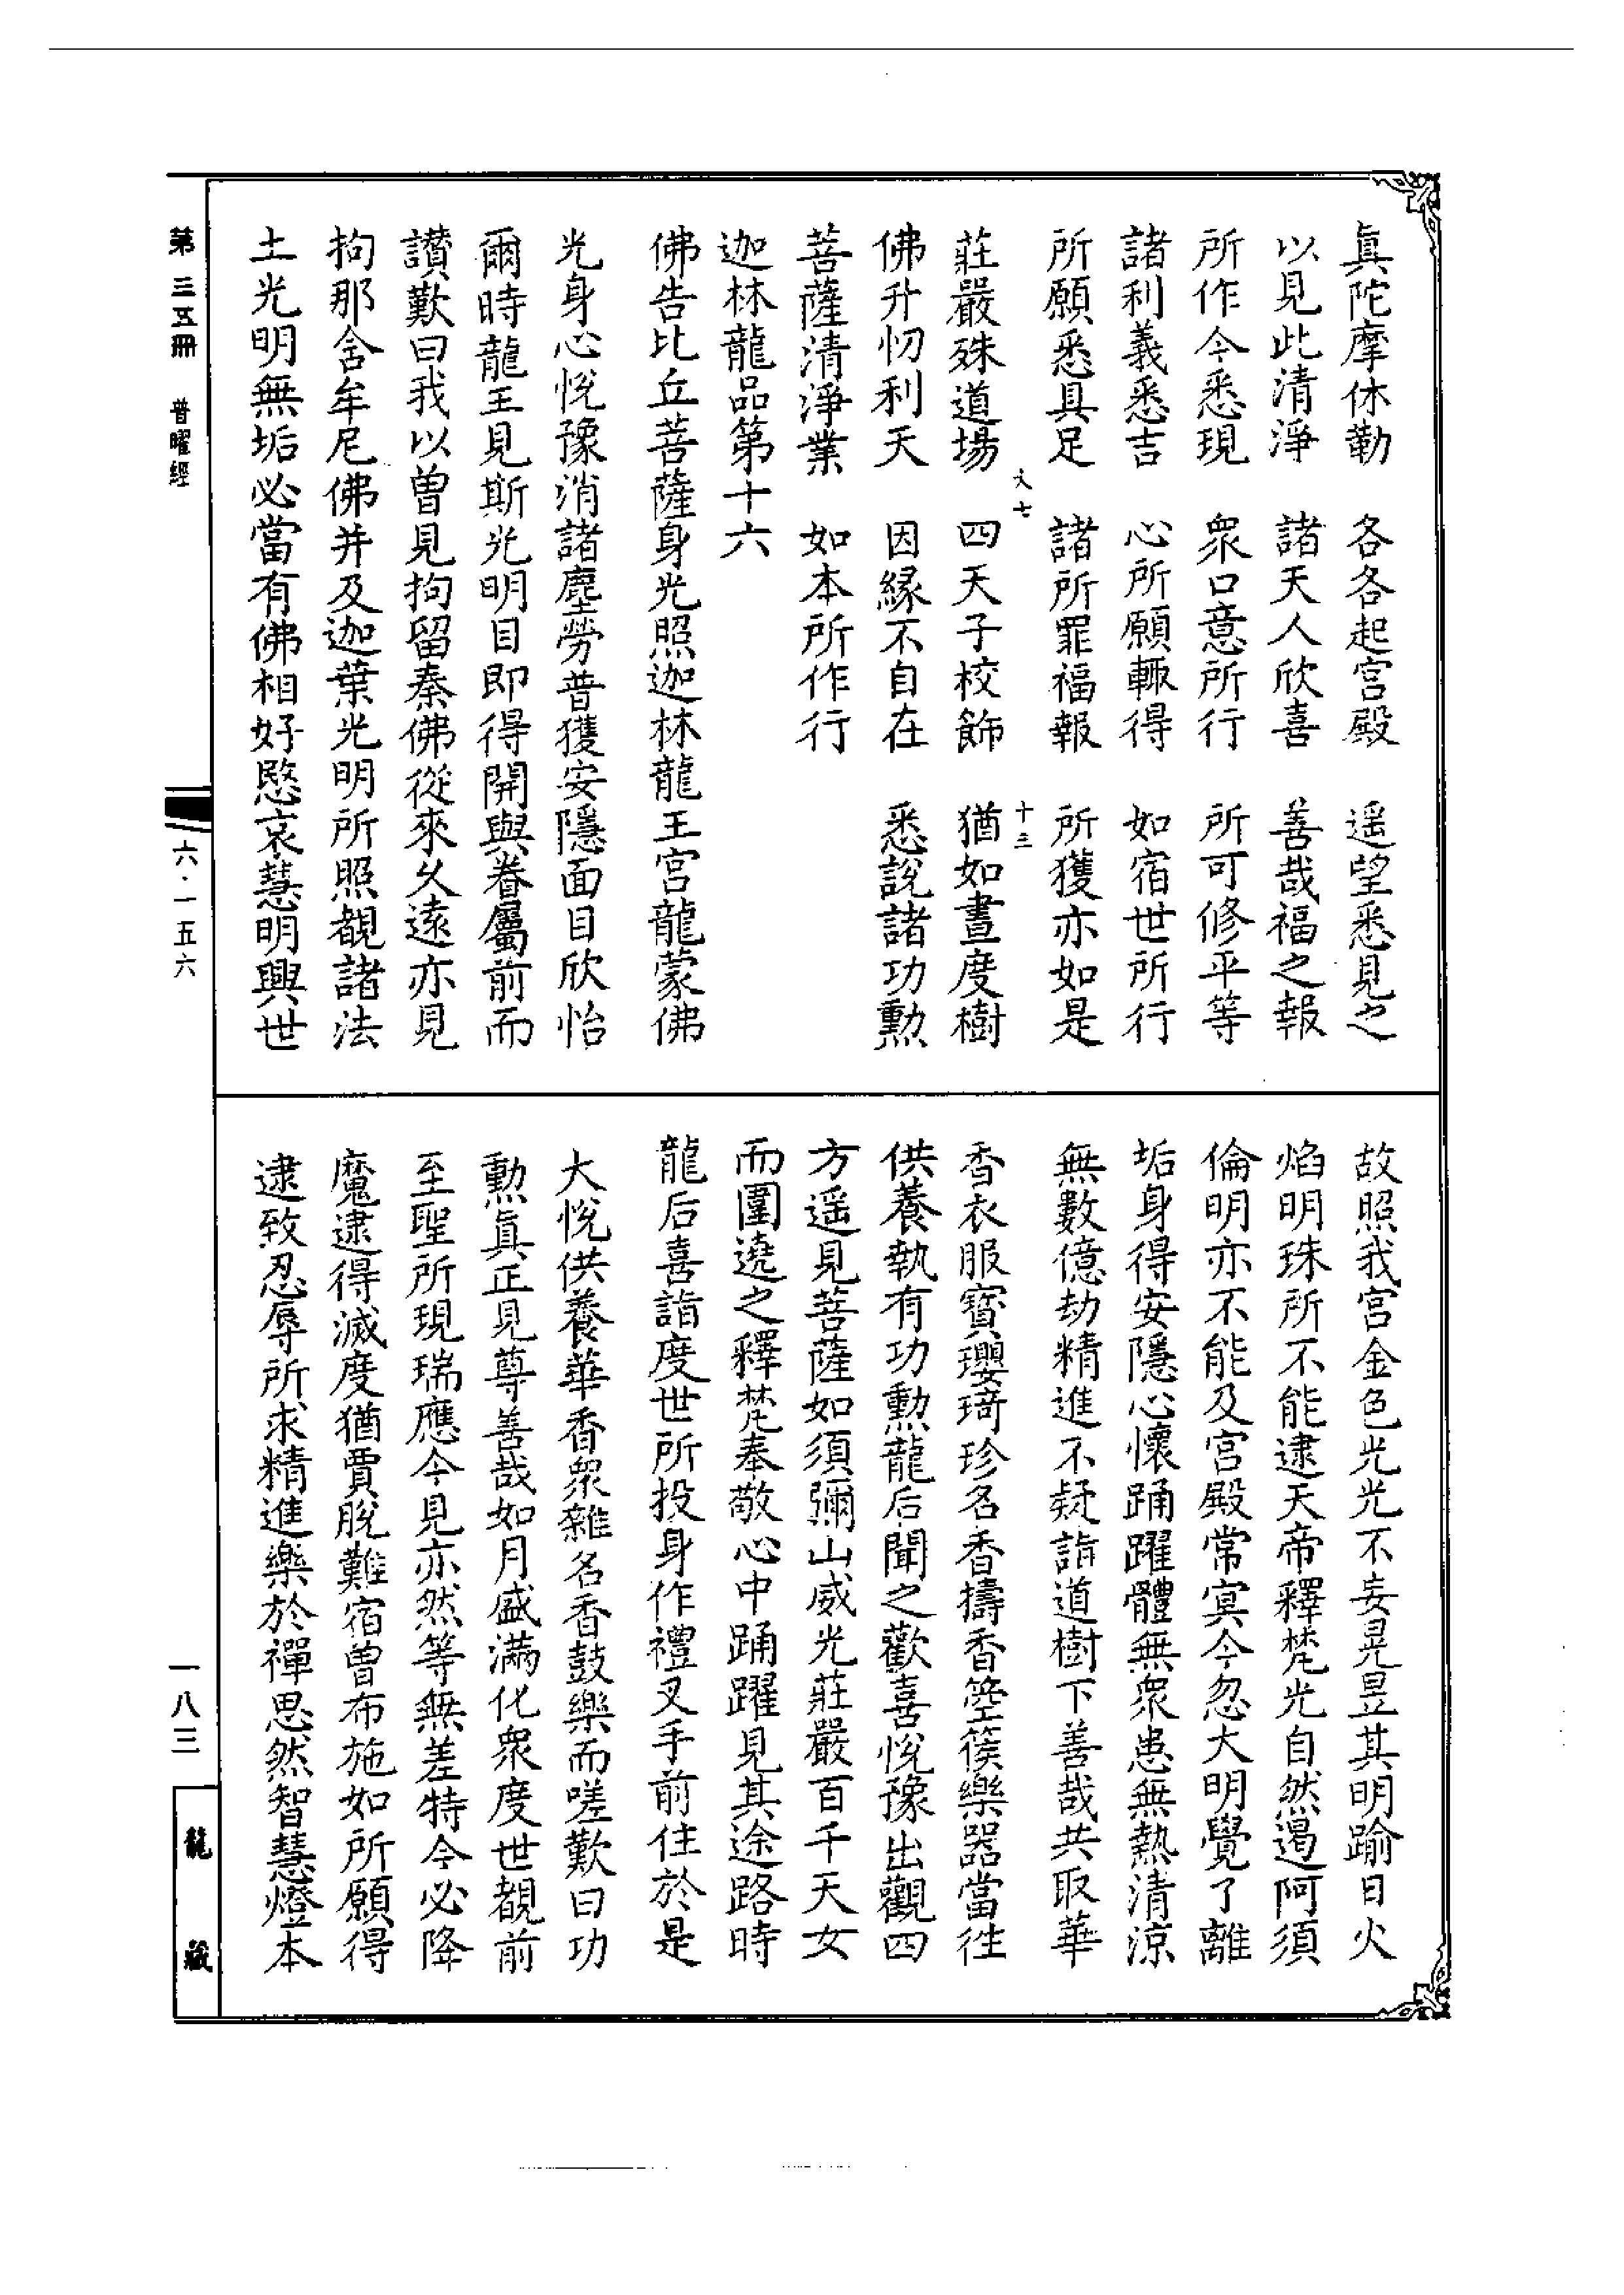 真陀摩休勒　各各起宮殿　遥望悉見之
以見此清淨　諸天人欣喜　善哉福之報
所作今悉現　衆口意所行　所可修平等
諸利義悉吉　心所願輒得　如宿世所行
所願悉具足　諸所罪福報　所獲亦如是
文七　十三
莊嚴殊道場　四天子校飾　猶如晝度樹
佛升忉利天　因緣不自在　悉說諸功勲
菩薩清淨業　如本所作行
迦林龍品第十六
佛告比丘菩薩身光照迦林龍王宮龍蒙佛
光身心悅豫消諸塵勞普獲安隱面目欣怡
爾時龍王見斯光明目即得開與眷屬前而
讃歎曰我以曾見拘留秦佛從來久遠亦見
拘那舍牟尼佛并及迦葉光明所照覩諸法
土光明無垢必當有佛相好愍哀慧明興世
故照我宮金色光光不妄晃昱其明踰日火
焰明珠所不能逮天帝釋梵光自然遏阿須
倫明亦不能及宮殿常冥今忽大明覺了離
垢身得安隱心懷踊躍體無衆患無熱清涼
無數億劫精進不疑詣道樹下善哉共取華
香衣服寶瓔琦珍名香擣香箜篌樂器當往
供養執有功勲龍后聞之歡喜悅豫出觀四
方遥見菩薩如須彌山威光莊嚴百千天女
而圍遶之釋梵奉敬心中踊躍見其途路時
龍后喜詣度世所投身作禮叉手前住於是
大悅供養華香衆雜名香鼓樂而嗟歎曰功
勲真正見尊善哉如月盛滿化衆度世覩前
至聖所現瑞應今見亦然等無差特今必降
魔逮得滅度猶賈脫難宿曾布施如所願得
逮致忍辱所求精進樂於禪思然智慧燈本
第三五冊　普曜經
六·一五六
一八三
龍藏